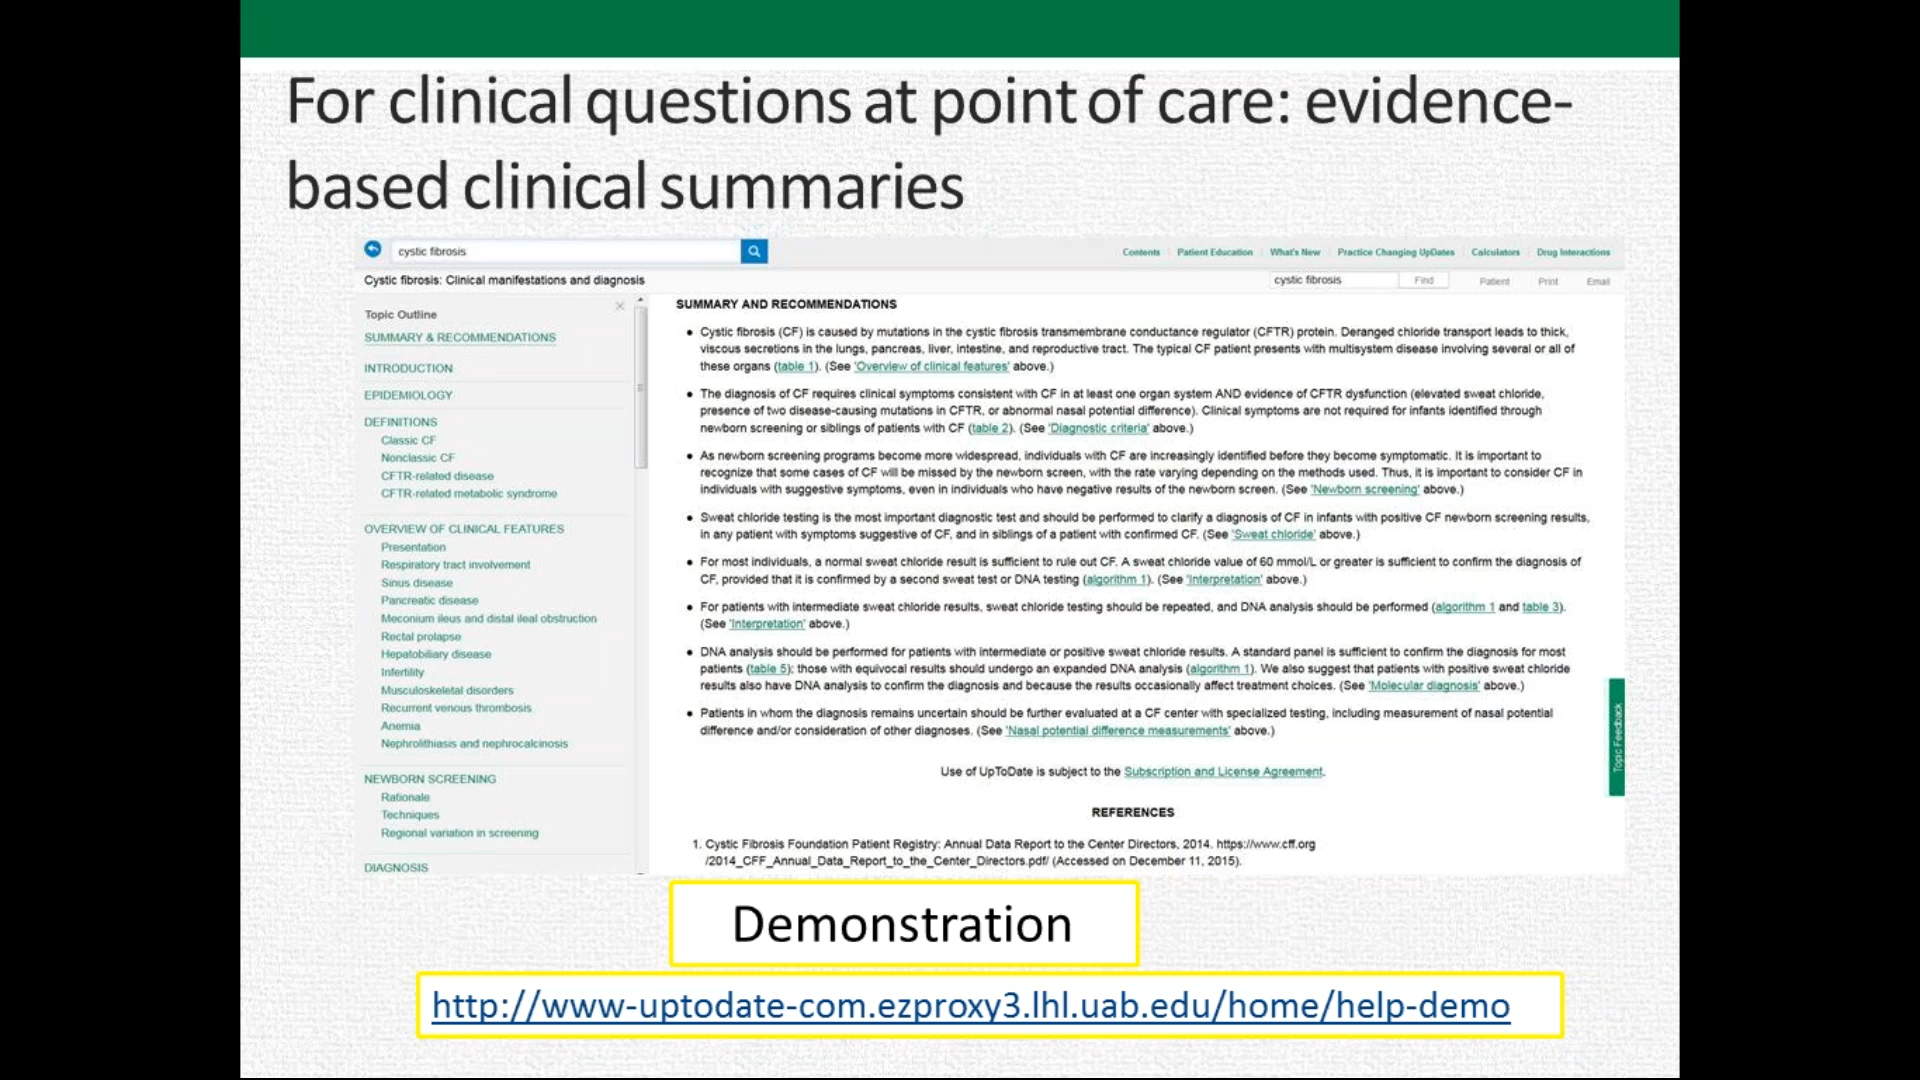 For clinical questions at point of care: evidence-
based clinical summaries
cystic fibrosis
Contents
Patient Education
What's New
Practice Changing UpDates
Calculators
Drug Interactions
Cystic fibrosis: Clinical manifestations and diagnosis
cystic fibrosis
Find
Patient
Print
Email
Topic Outline
SUMMARY & RECOMMENDATIONS
INTRODUCTION
EPIDEMIOLOGY
DEFINITIONS
Classic CF
Nonclassic CF
CFTR-related disease
CFTR-related metabolic syndrome
OVERVIEW OF CLINICAL FEATURES
Presentation
Respiratory tract involvement
Sinus disease
Pancreatic disease
Meconium ileus and distal ileal obstruction
Rectal prolapse
Hepatobiliary disease
Infertility
Musculoskeletal disorders
Recurrent venous thrombosis
Anemia
Nephrolithiasis and nephrocalcinosis
NEWBORN SCREENING
Rationale
Techniques
Regional variation in screening
DIAGNOSIS
SUMMARY AND RECOMMENDATIONS
• Cystic fibrosis (CF) is caused by mutations in the cystic fibrosis transmembrane conductance regulator (CFTR) protein. Deranged chloride transport leads to thick,
viscous secretions in the lungs, pancreas, liver, intestine, and reproductive tract. The typical CF patient presents with multisystem disease involving several or all of
these organs (table 1). (See 'Overview of clinical features' above.)
• The diagnosis of CF requires clinical symptoms consistent with CF in at least one organ system AND evidence of CFTR dysfunction (elevated sweat chloride,
presence of two disease-causing mutations in CFTR, or abnormal nasal potential difference). Clinical symptoms are not required for infants identified through
newborn screening or siblings of patients with CF (table 2). (See 'Diagnostic criteria' above.)
• As newborn screening programs become more widespread, individuals with CF are increasingly identified before they become symptomatic. It is important to
recognize that some cases of CF will be missed by the newborn screen, with the rate varying depending on the methods used. Thus, it is important to consider CF in
individuals with suggestive symptoms, even in individuals who have negative results of the newborn screen. (See 'Newborn screening' above.)
• Sweat chloride testing is the most important diagnostic test and should be performed to clarify a diagnosis of CF in infants with positive CF newborn screening results,
in any patient with symptoms suggestive of CF, and in siblings of a patient with confirmed CF. (See 'Sweat chloride' above.)
• For most individuals, a normal sweat chloride result is sufficient to rule out CF. A sweat chloride value of 60 mmol/L or greater is sufficient to confirm the diagnosis of
CF, provided that it is confirmed by a second sweat test or DNA testing (algorithm 1). (See 'Interpretation' above.)
• For patients with intermediate sweat chloride results, sweat chloride testing should be repeated, and DNA analysis should be performed (algorithm 1 and table 3).
(See 'Interpretation' above.)
• DNA analysis should be performed for patients with intermediate or positive sweat chloride results. A standard panel is sufficient to confirm the diagnosis for most
patients (table 5); those with equivocal results should undergo an expanded DNA analysis (algorithm 1). We also suggest that patients with positive sweat chloride
results also have DNA analysis to confirm the diagnosis and because the results occasionally affect treatment choices. (See 'Molecular diagnosis' above.)
• Patients in whom the diagnosis remains uncertain should be further evaluated at a CF center with specialized testing, including measurement of nasal potential
difference and/or consideration of other diagnoses. (See 'Nasal potential difference measurements' above.)
Topic Feedback
Use of UpToDate is subject to the Subscription and License Agreement.
REFERENCES
1. Cystic Fibrosis Foundation Patient Registry: Annual Data Report to the Center Directors, 2014. https://www.cff.org
/2014_CFF_Annual_Data_Report_to_the_Center_Directors.pdf/ (Accessed on December 11, 2015).
Demonstration
http://www-uptodate-com.ezproxy3.lhl.uab.edu/home/help-demo